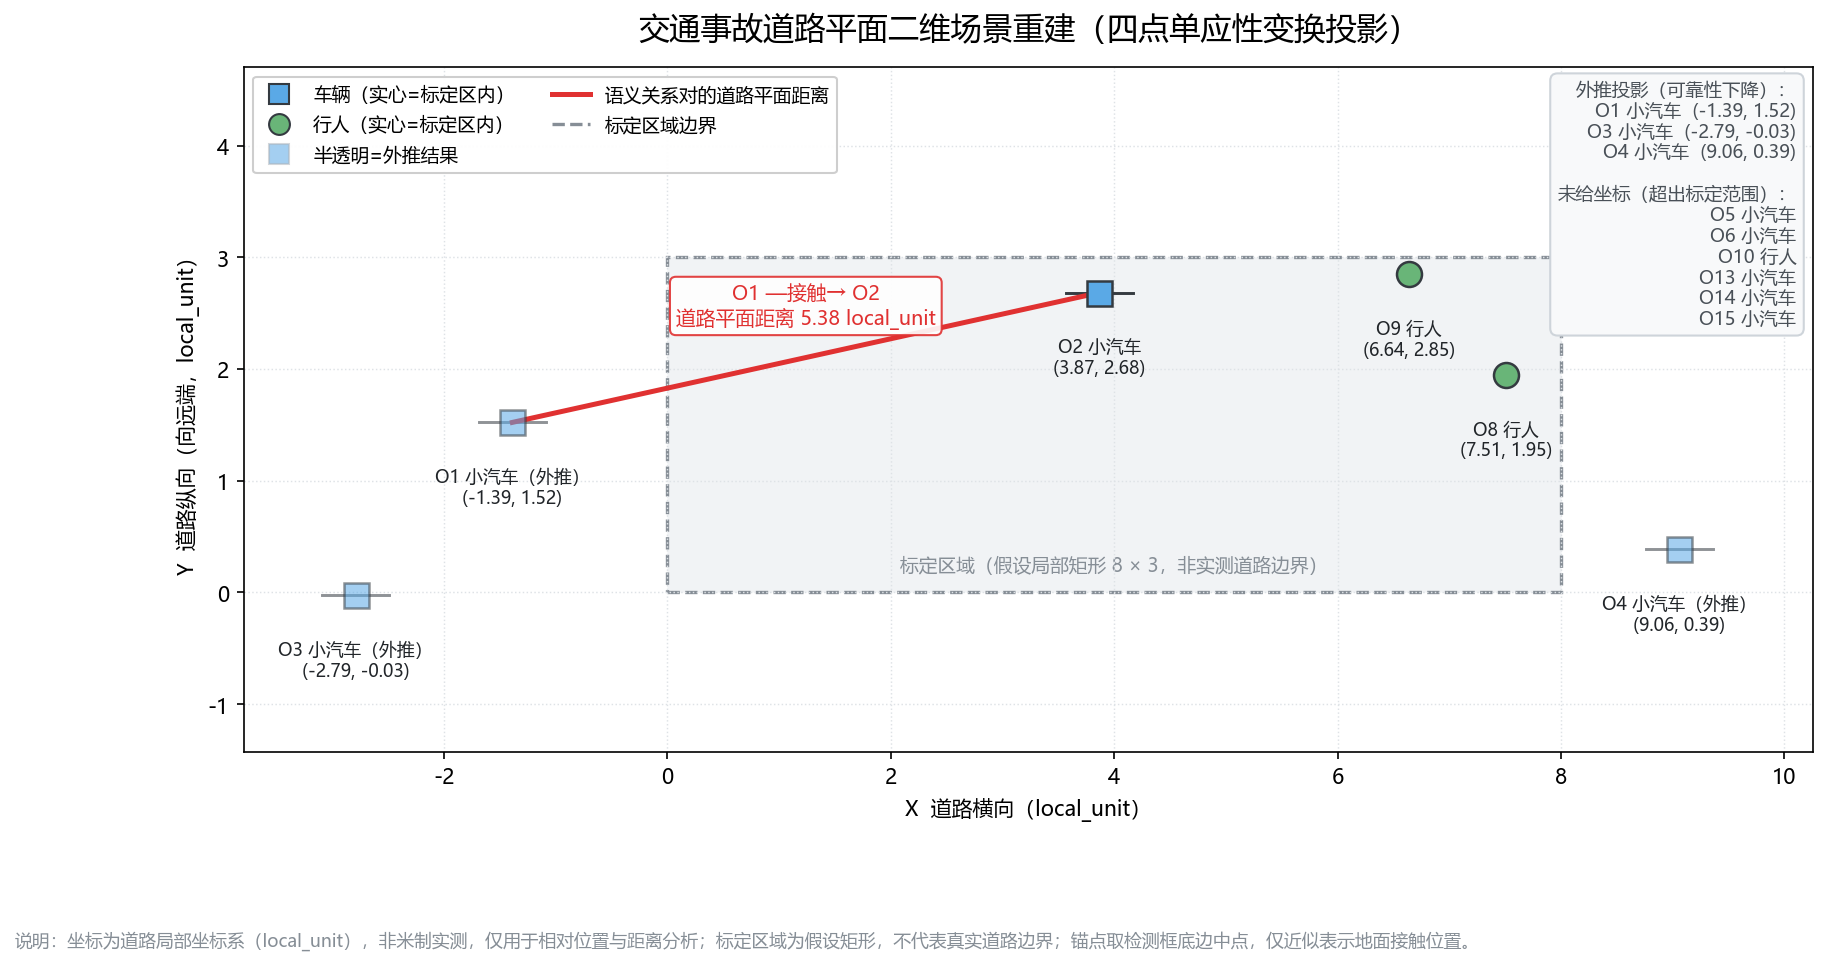 交通事故道路平面二维场景重建（四点单应性变换投影）
车辆（实心=标定区内）
行人（实心=标定区内）
半透明=外推结果
语义关系对的道路平面距离
标定区域边界
外推投影（可靠性下降）：
O1 小汽车（-1.39, 1.52)
O3 小汽车（-2.79, -0.03)
O4 小汽车（9.06, 0.39)
未给坐标（超出标定范围）：
O5 小汽车
O6 小汽车
O10 行人
O13 小汽车
O14 小汽车
O15 小汽车
O1 —接触→ O2
道路平面距离 5.38 local_unit
O2 小汽车
(3.87, 2.68)
O9 行人
(6.64, 2.85)
O8 行人
(7.51, 1.95)
O1 小汽车（外推）
(-1.39, 1.52)
O3 小汽车（外推）
(-2.79, -0.03)
O4 小汽车（外推）
(9.06, 0.39)
标定区域（假设局部矩形 8 × 3，非实测道路边界）
Y 道路纵向（向远端，local_unit）
4
3
2
1
0
-1
-2
0
2
4
6
8
10
X 道路横向（local_unit）
说明：坐标为道路局部坐标系（local_unit），非米制实测，仅用于相对位置与距离分析；标定区域为假设矩形，不代表真实道路边界；锚点取检测框底边中点，仅近似表示地面接触位置。